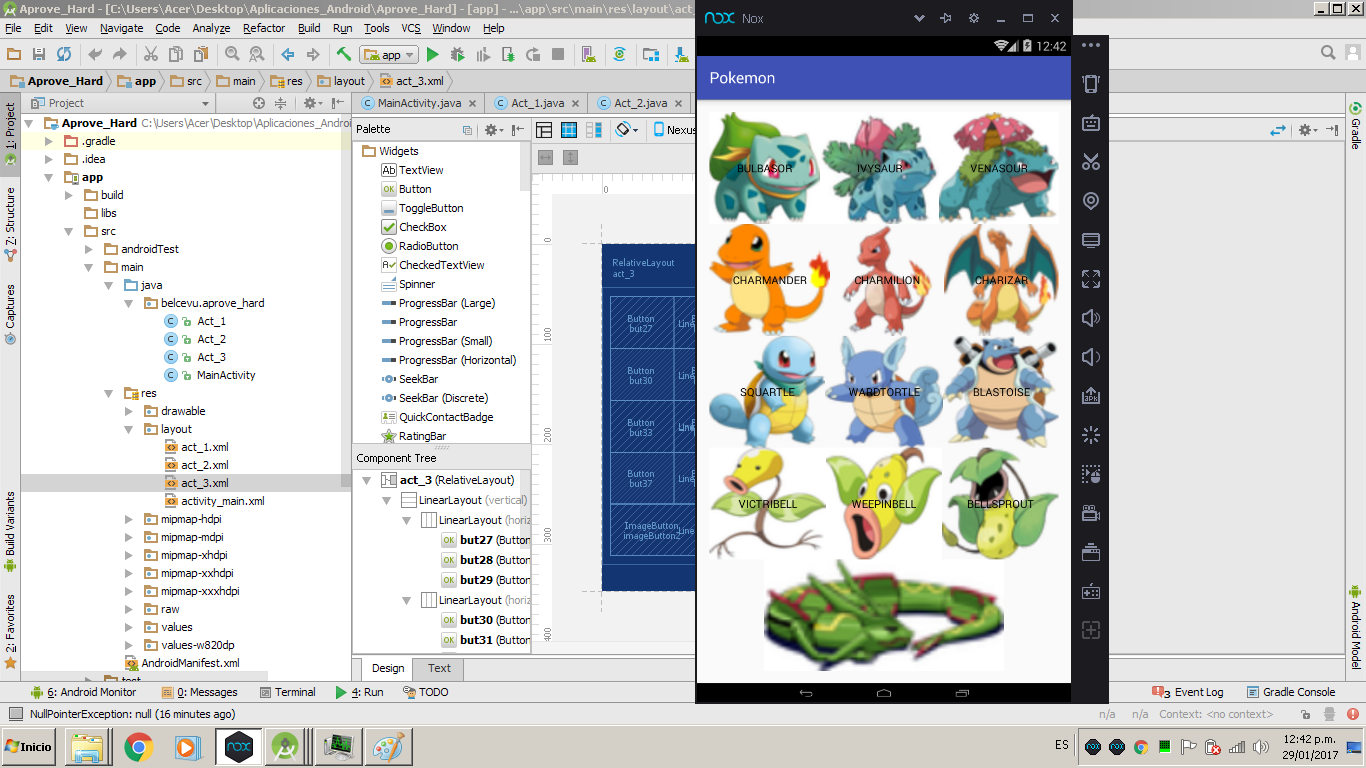 Aprove_Hard - [C:\Users\Acer\Desktop\Aplicaciones_Android\Aprove_Hard] - [app] - ...\app\src\main\res\layout\act
File Edit View Navigate Code Analyze Refactor Build Run Tools VCS Window Help
app
Aprove_Hard app src main res layout act_3.xml
Project
MainActivity.java Act_1.java Act_2.java
1: Project
Z: Structure
Captures
Build Variants
2: Favorites
Aprove_Hard C:\Users\Acer\Desktop\Aplicaciones_Androi
.gradle
.idea
app
build
libs
src
androidTest
main
java
belcevu.aprove_hard
Act_1
Act_2
Act_3
MainActivity
res
drawable
layout
act_1.xml
act_2.xml
act_3.xml
activity_main.xml
mipmap-hdpi
mipmap-mdpi
mipmap-xhdpi
mipmap-xxhdpi
mipmap-xxxhdpi
raw
values
values-w820dp
AndroidManifest.xml
test
Palette
Widgets
TextView
Button
ToggleButton
CheckBox
RadioButton
CheckedTextView
Spinner
ProgressBar (Large)
ProgressBar
ProgressBar (Small)
ProgressBar (Horizontal)
SeekBar
SeekBar (Discrete)
QuickContactBadge
RatingBar
Component Tree
act_3 (RelativeLayout)
LinearLayout (vertical)
LinearLayout (horiz
but27 (Button
but28 (Button
but29 (Button
LinearLayout (horiz
but30 (Button
but31 (Button
Nexus
0
0
100
200
300
400
RelativeLayout
act_3
Button
but27
Button
but30
Button
but33
Button
but37
ImageButton
imageButton2
Design Text
nox Nox
12:42
Pokemon
BULBASOR IVYSAUR VENASOUR
CHARMANDER CHARMILION CHARIZAR
SQUARTLE WARDTORTLE BLASTOISE
VICTRIBELL WEEPINBELL BELLSPROUT
Gradle
Android Model
6: Android Monitor 0: Messages Terminal 4: Run TODO 3 Event Log Gradle Console
NullPointerException: null (16 minutes ago) n/a n/a Context: <no context>
Inicio nox ES 12:42 p.m.
29/01/2017